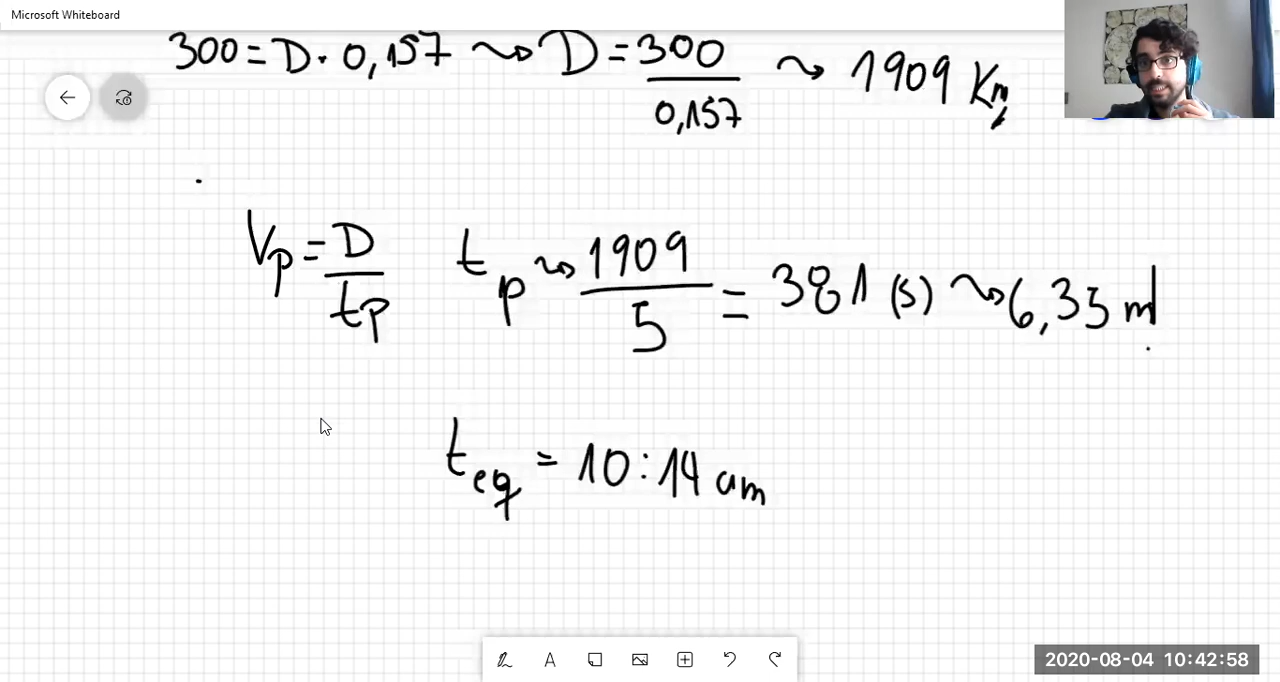 Microsoft Whiteboard
300 = D · 0,157 ⤳ D = 300 / 0,157 ⤳ 1909 Km
Vp = D / tp    tp ⤳ 1909 / 5 = 381 (s) ⤳ 6,35 m
teq = 10:14 am
A
2020-08-04 10:42:58